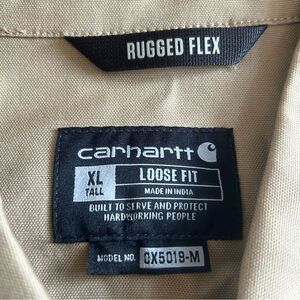 RUGGED FLEX
carhartt
XL
TALL
LOOSE FIT
MADE IN INDIA
BUILT TO SERVE AND PROTECT
HARDWORKING PEOPLE
MODEL NO. OX5019-M